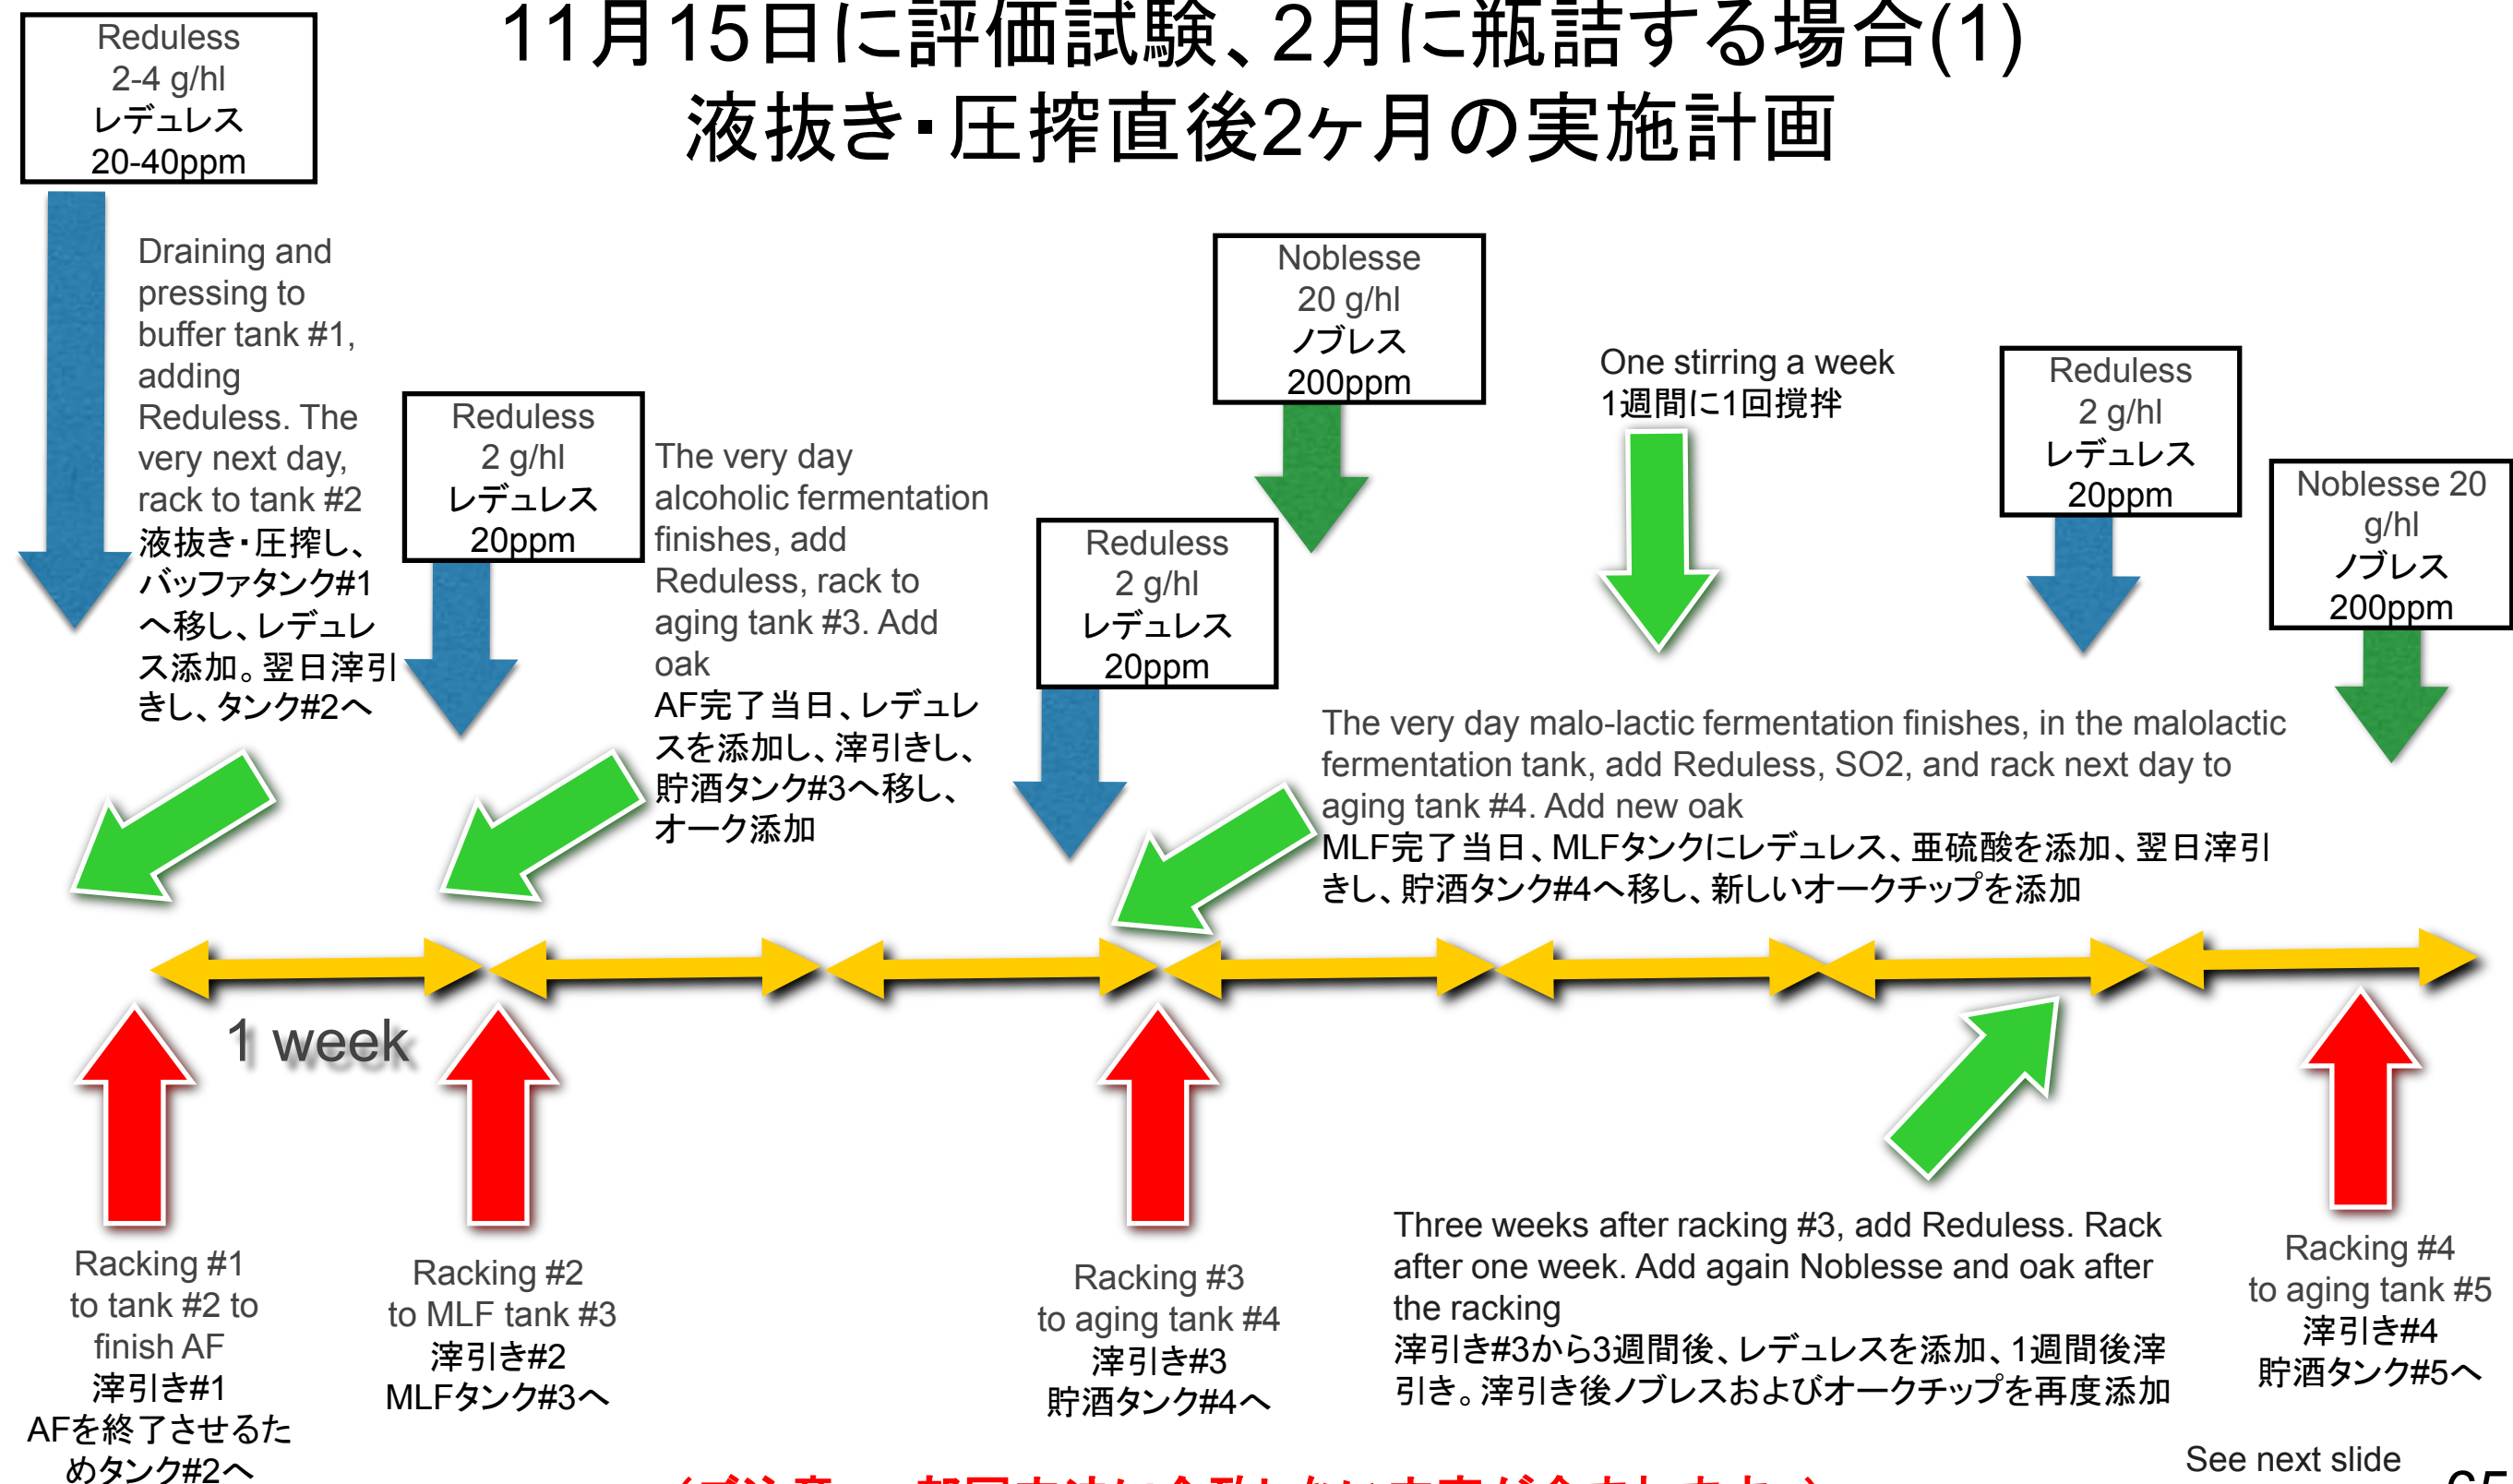 11月15日に評価試験、2月に瓶詰する場合(1)
液抜き・圧搾直後2ヶ月の実施計画
Reduless
2-4 g/hl
レデュレス
20-40ppm
Draining and
pressing to
buffer tank #1,
adding
Reduless. The
very next day,
rack to tank #2
液抜き・圧搾し、
バッファタンク#1
へ移し、レデュレ
ス添加。翌日滓引
きし、タンク#2へ
Reduless
2 g/hl
レデュレス
20ppm
The very day
alcoholic fermentation
finishes, add
Reduless, rack to
aging tank #3. Add
oak
AF完了当日、レデュレ
スを添加し、滓引きし、
貯酒タンク#3へ移し、
オーク添加
Reduless
2 g/hl
レデュレス
20ppm
Noblesse
20 g/hl
ノブレス
200ppm
One stirring a week
1週間に1回攪拌
Reduless
2 g/hl
レデュレス
20ppm
Noblesse 20
g/hl
ノブレス
200ppm
The very day malo-lactic fermentation finishes, in the malolactic
fermentation tank, add Reduless, SO2, and rack next day to
aging tank #4. Add new oak
MLF完了当日、MLFタンクにレデュレス、亜硫酸を添加、翌日滓引
きし、貯酒タンク#4へ移し、新しいオークチップを添加
1 week
Racking #1
to tank #2 to
finish AF
滓引き#1
AFを終了させるた
めタンク#2へ
Racking #2
to MLF tank #3
滓引き#2
MLFタンク#3へ
Racking #3
to aging tank #4
滓引き#3
貯酒タンク#4へ
Three weeks after racking #3, add Reduless. Rack
after one week. Add again Noblesse and oak after
the racking
滓引き#3から3週間後、レデュレスを添加、1週間後滓
引き。滓引き後ノブレスおよびオークチップを再度添加
Racking #4
to aging tank #5
滓引き#4
貯酒タンク#5へ
See next slide